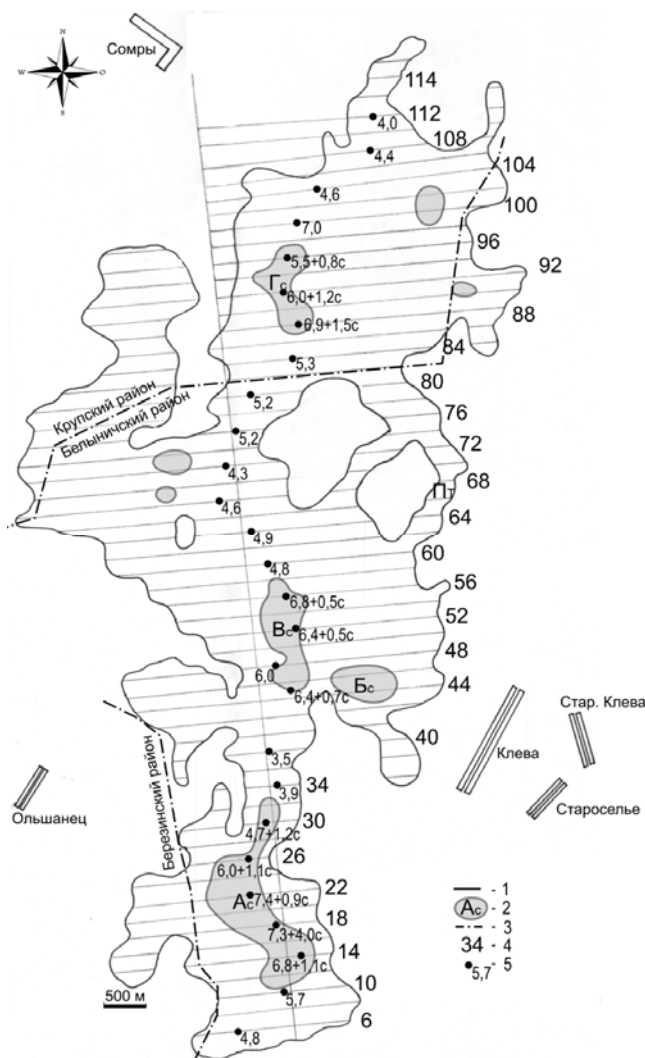 Сомры
N
W
O
S
114
112
4,0
108
4,4
104
4,6
100
7,0
96
5,5+0,8с
92
Гс
6,0+1,2с
88
6,9+1,5с
84
5,3
80
Крупский район
Белыничский район
5,2
76
5,2
72
4,3
68
Пт
4,6
64
4,9
60
4,8
56
6,8+0,5с
52
Вс
6,4+0,5с
48
6,0
Бс
44
6,4+0,7с
Стар. Клева
40
Клева
3,5
34
3,9
Староселье
Ольшанец
Березинский район
30
4,7+1,2с
26
6,0+1,1с
22
Ас
7,4+0,9с
18
7,3+4,0с
14
6,8+1,1с
10
5,7
6
4,8
500 м
- 1
Ас - 2
- 3
34 - 4
5,7 - 5